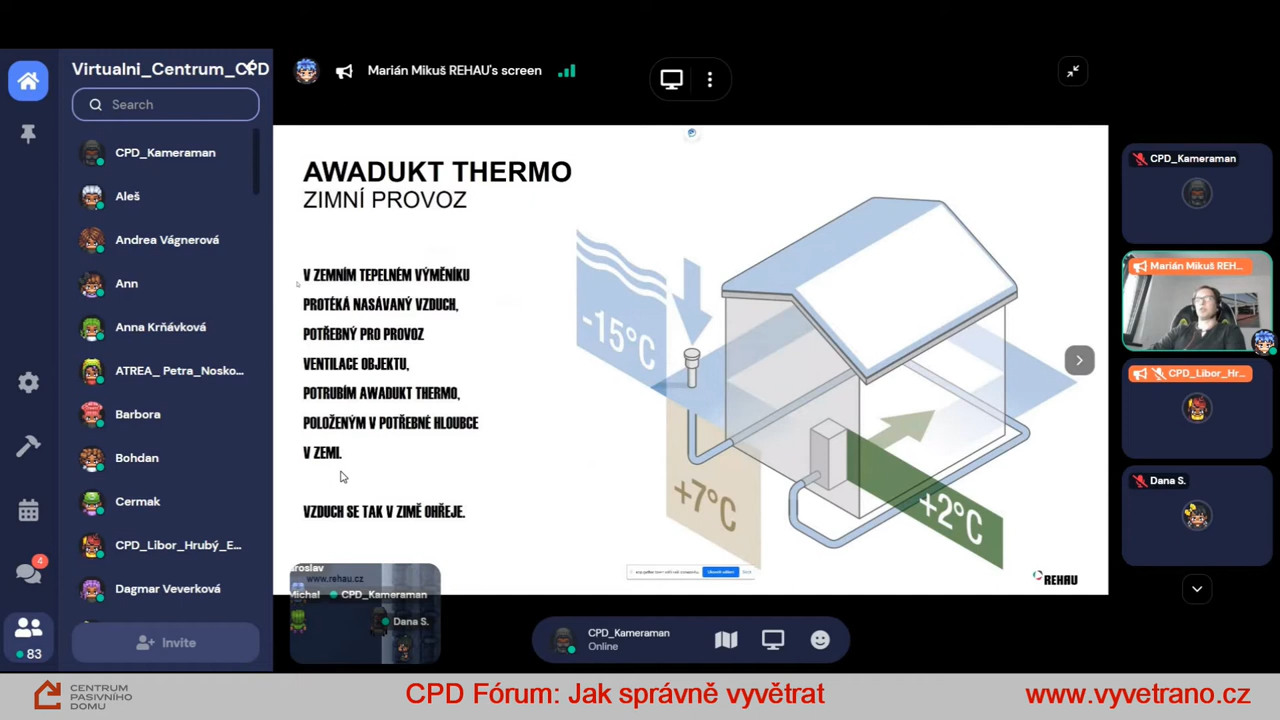 Virtualni_Centrum_CPD
Search
CPD_Kameraman
Aleš
Andrea Vágnerová
Ann
Anna Krňávková
ATREA_ Petra_Nosko...
Barbora
Bohdan
Cermak
CPD_Libor_Hrubý_E...
Dagmar Veverková
Invite
4
83
Marián Mikuš REHAU's screen
AWADUKT THERMO
ZIMNÍ PROVOZ
V ZEMNÍM TEPELNÉM VÝMĚNÍKU
PROTÉKÁ NASÁVANÝ VZDUCH,
POTŘEBNÝ PRO PROVOZ
VENTILACE OBJEKTU,
POTRUBÍM AWADUKT THERMO,
POLOŽENÝM V POTŘEBNÉ HLOUBCE
V ZEMI.
VZDUCH SE TAK V ZIMĚ OHŘEJE.
-15°C
+7°C
+2°C
REHAU
www.rehau.cz
CPD_Kameraman
Dana S.
CPD_Kameraman
Online
CPD_Kameraman
Marián Mikuš REH...
CPD_Libor_Hr...
Dana S.
CENTRUM
PASIVNÍHO
DOMU
CPD Fórum: Jak správně vyvětrat
www.vyvetrano.cz